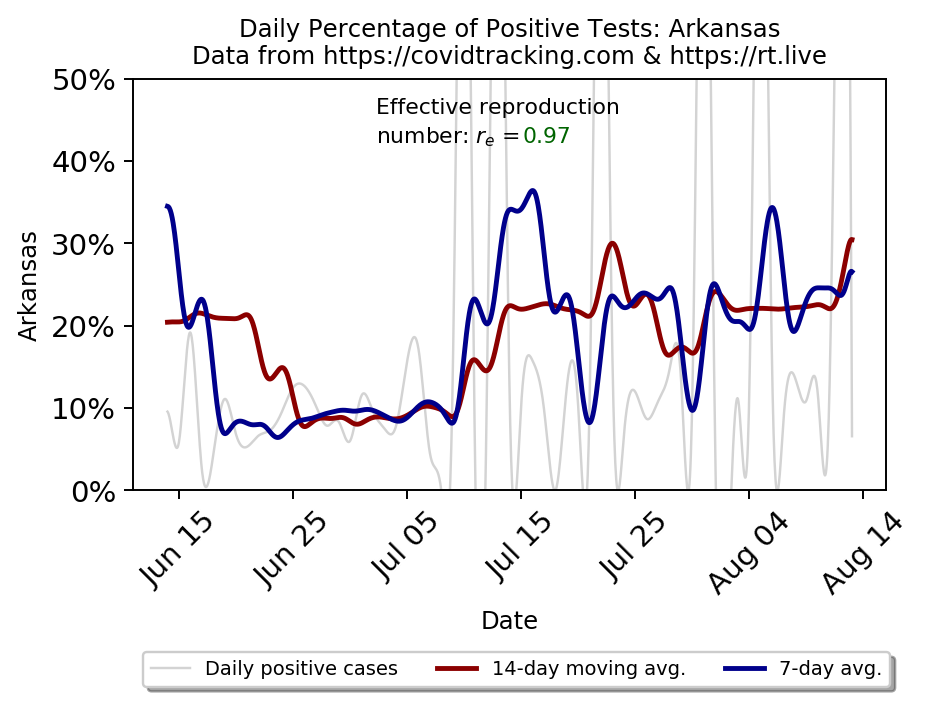 Daily Percentage of Positive Tests: Arkansas
Data from https://covidtracking.com & https://rt.live
50%
40%
30%
20%
10%
0%
Arkansas
Effective reproduction
number: rₑ =0.97
Jun 15
Jun 25
Jul 05
Jul 15
Jul 25
Aug 04
Aug 14
Date
Daily positive cases
14-day moving avg.
7-day avg.